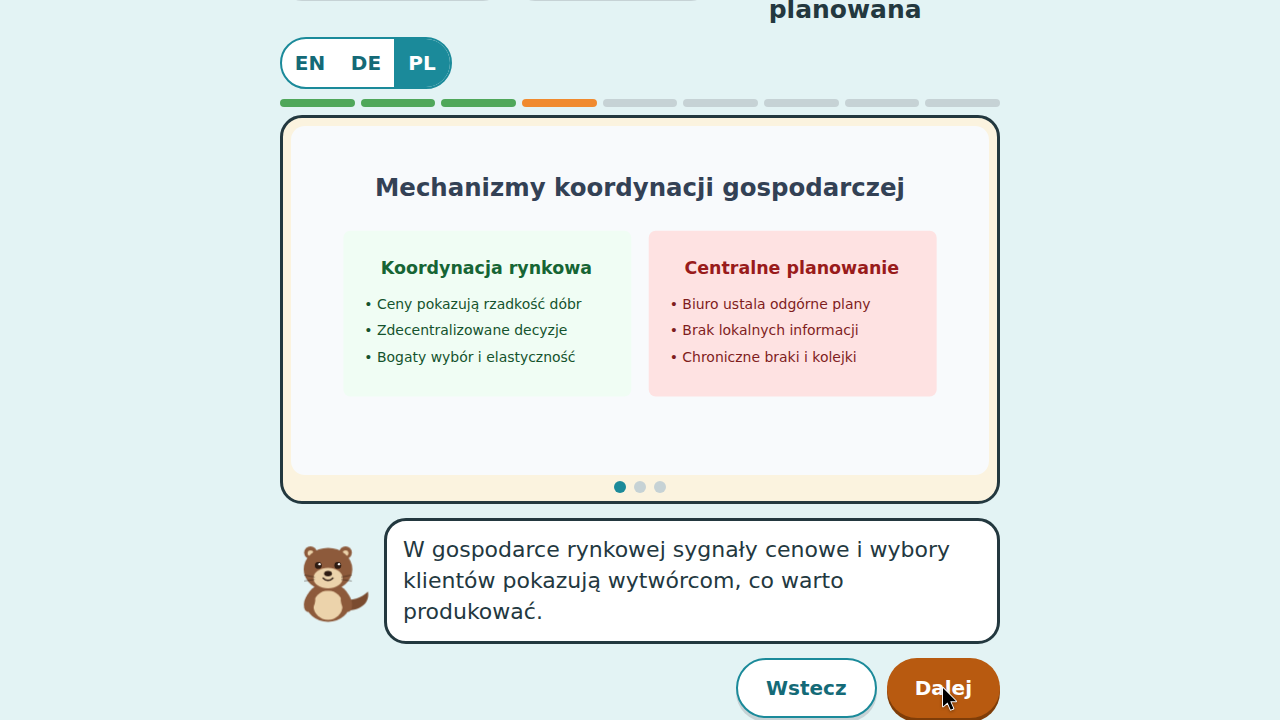 planowana
EN DE PL
Mechanizmy koordynacji gospodarczej
Koordynacja rynkowa
• Ceny pokazują rzadkość dóbr
• Zdecentralizowane decyzje
• Bogaty wybór i elastyczność
Centralne planowanie
• Biuro ustala odgórne plany
• Brak lokalnych informacji
• Chroniczne braki i kolejki
W gospodarce rynkowej sygnały cenowe i wybory
klientów pokazują wytwórcom, co warto
produkować.
Wstecz
Dalej